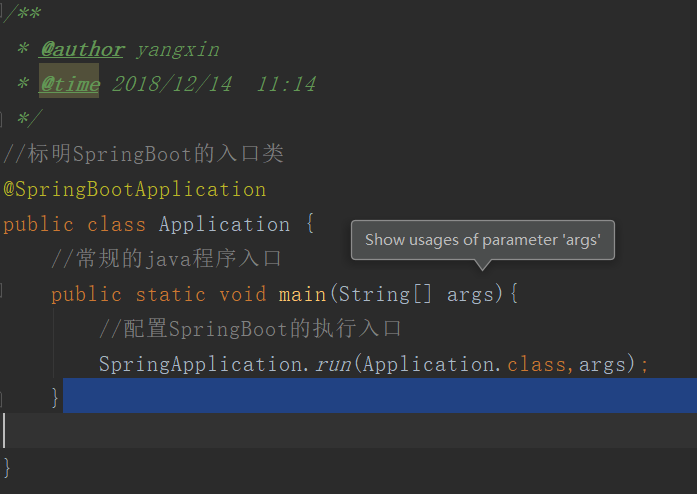 /**
* @author yangxin
* @time 2018/12/14 11:14
*/
//标明SpringBoot的入口类
@SpringBootApplication
public class Application {
Show usages of parameter 'args'
//常规的java程序入口
public static void main(String[] args){
//配置SpringBoot的执行入口
SpringApplication.run(Application.class,args);
}
}